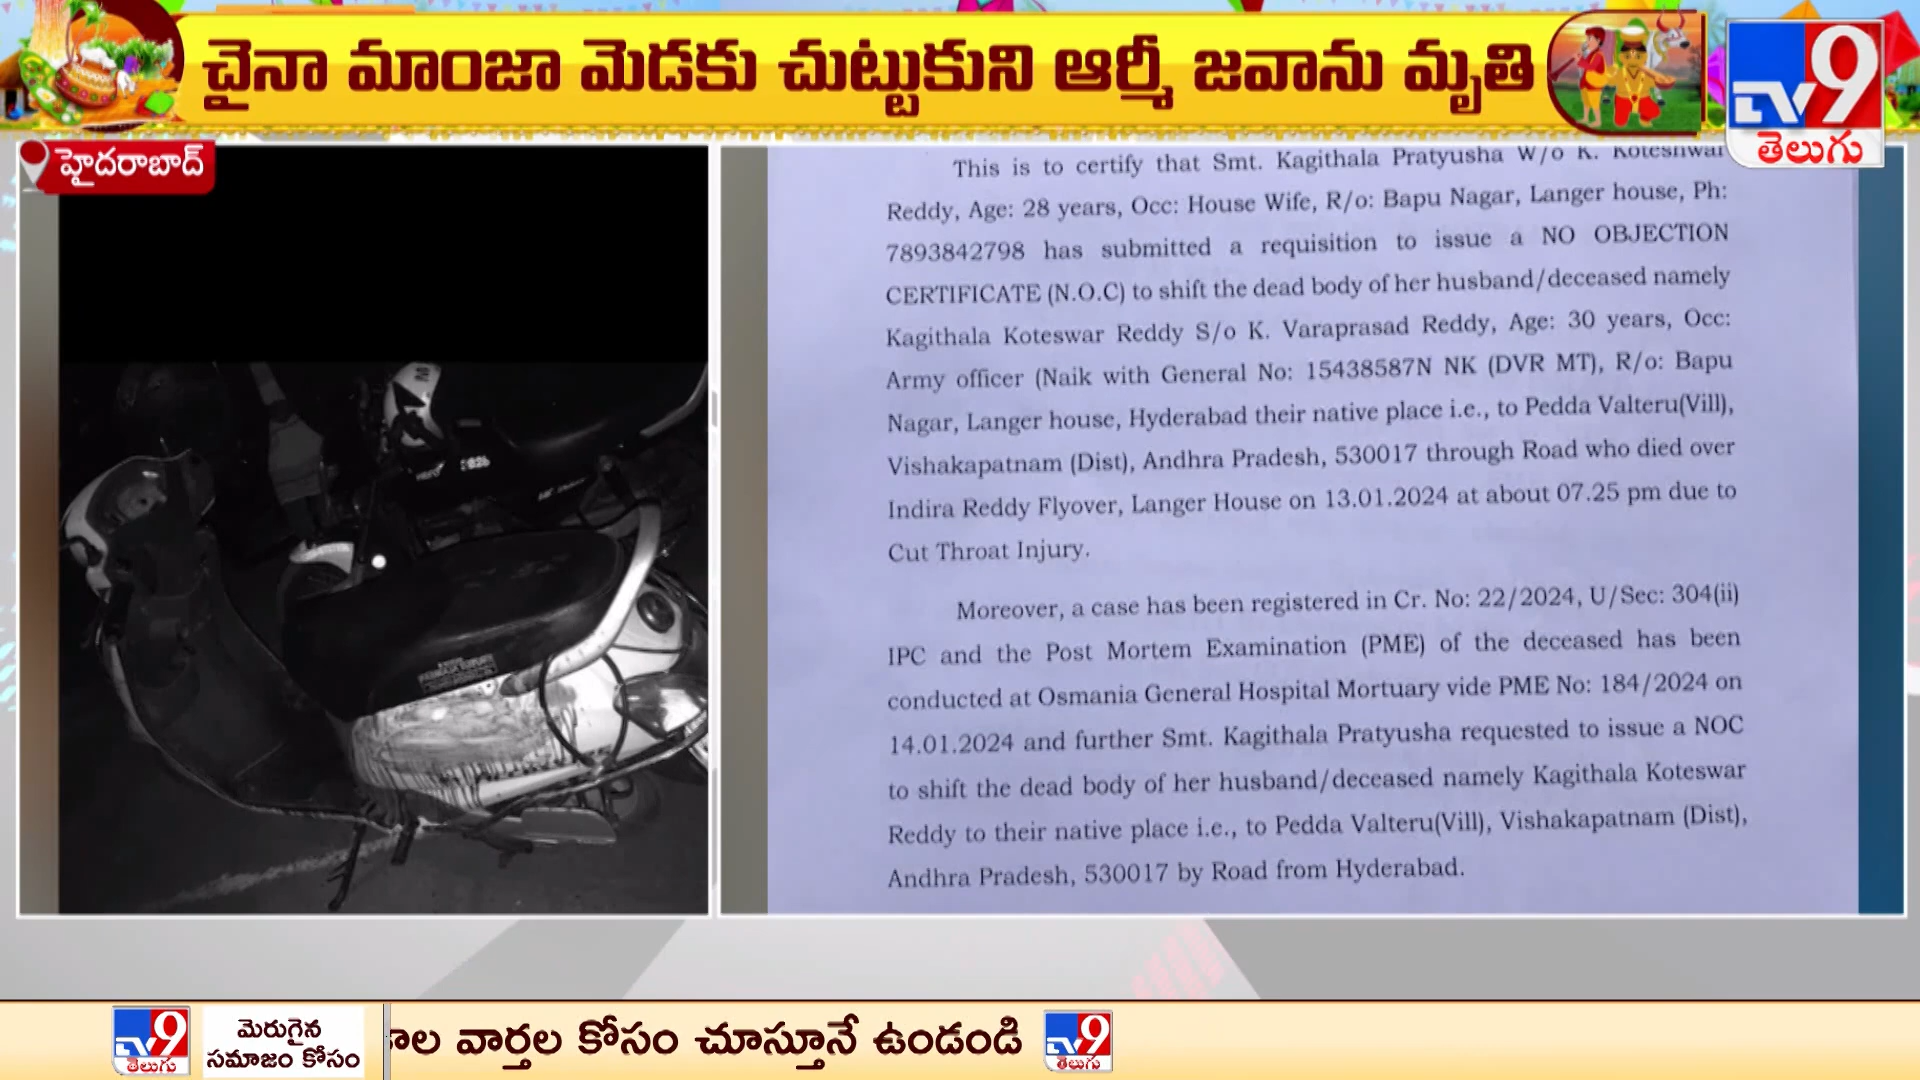 చైనా మాంజా మెడకు చుట్టుకుని ఆర్మీ జవాను మృతి
TV9
తెలుగు
హైదరాబాద్
This is to certify that Smt. Kagithala Pratyusha W/o K. Koteshwar
Reddy, Age: 28 years, Occ: House Wife, R/o: Bapu Nagar, Langer house, Ph:
7893842798 has submitted a requisition to issue a NO OBJECTION
CERTIFICATE (N.O.C) to shift the dead body of her husband/deceased namely
Kagithala Koteswar Reddy S/o K. Varaprasad Reddy, Age: 30 years, Occ:
Army officer (Naik with General No: 15438587N NK (DVR MT), R/o: Bapu
Nagar, Langer house, Hyderabad their native place i.e., to Pedda Valteru(Vill),
Vishakapatnam (Dist), Andhra Pradesh, 530017 through Road who died over
Indira Reddy Flyover, Langer House on 13.01.2024 at about 07.25 pm due to
Cut Throat Injury.
Moreover, a case has been registered in Cr. No: 22/2024, U/Sec: 304(ii)
IPC and the Post Mortem Examination (PME) of the deceased has been
conducted at Osmania General Hospital Mortuary vide PME No: 184/2024 on
14.01.2024 and further Smt. Kagithala Pratyusha requested to issue a NOC
to shift the dead body of her husband/deceased namely Kagithala Koteswar
Reddy to their native place i.e., to Pedda Valteru(Vill), Vishakapatnam (Dist),
Andhra Pradesh, 530017 by Road from Hyderabad.
TV9
తెలుగు
మెరుగైన
సమాజం కోసం
వార్తల కోసం చూస్తూనే ఉండండి
TV9
తెలుగు